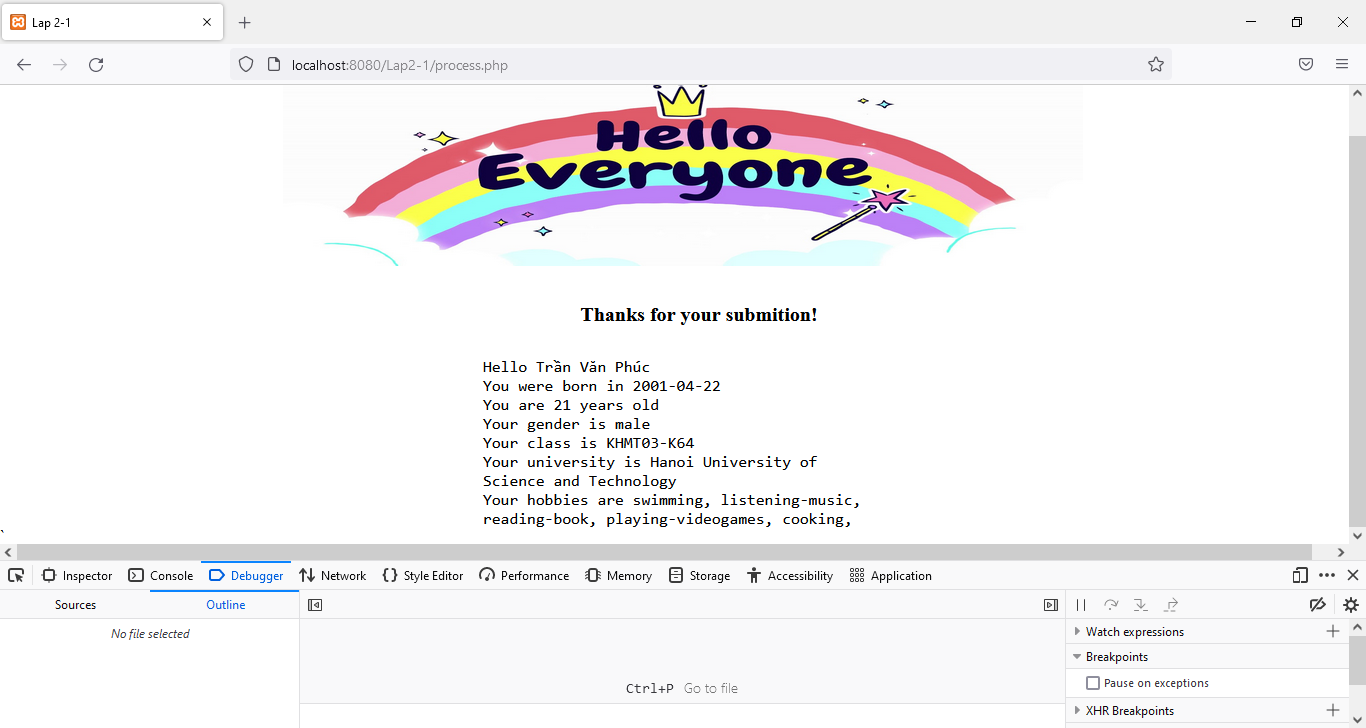 Lap 2-1
localhost:8080/Lap2-1/process.php
Hello
Everyone
Thanks for your submition!
Hello Trần Văn Phúc
You were born in 2001-04-22
You are 21 years old
Your gender is male
Your class is KHMT03-K64
Your university is Hanoi University of
Science and Technology
Your hobbies are swimming, listening-music,
reading-book, playing-videogames, cooking,
`
Inspector Console Debugger Network Style Editor Performance Memory Storage Accessibility Application
Sources Outline
No file selected
Ctrl+P Go to file
Watch expressions
Breakpoints
Pause on exceptions
XHR Breakpoints